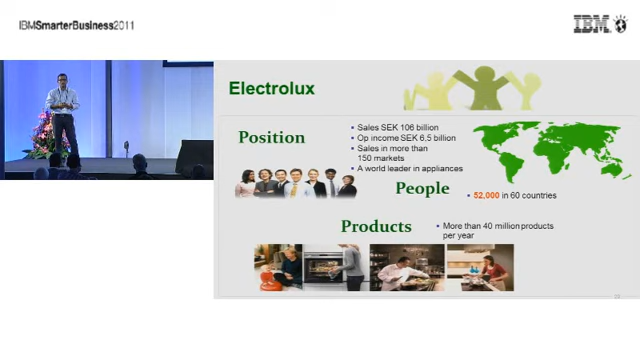 IBMSmarterBusiness2011
IBM
Electrolux
Position
Sales SEK 106 billion
Op income SEK 6,5 billion
Sales in more than
150 markets
A world leader in appliances
People
52,000 in 60 countries
Products
More than 40 million products
per year